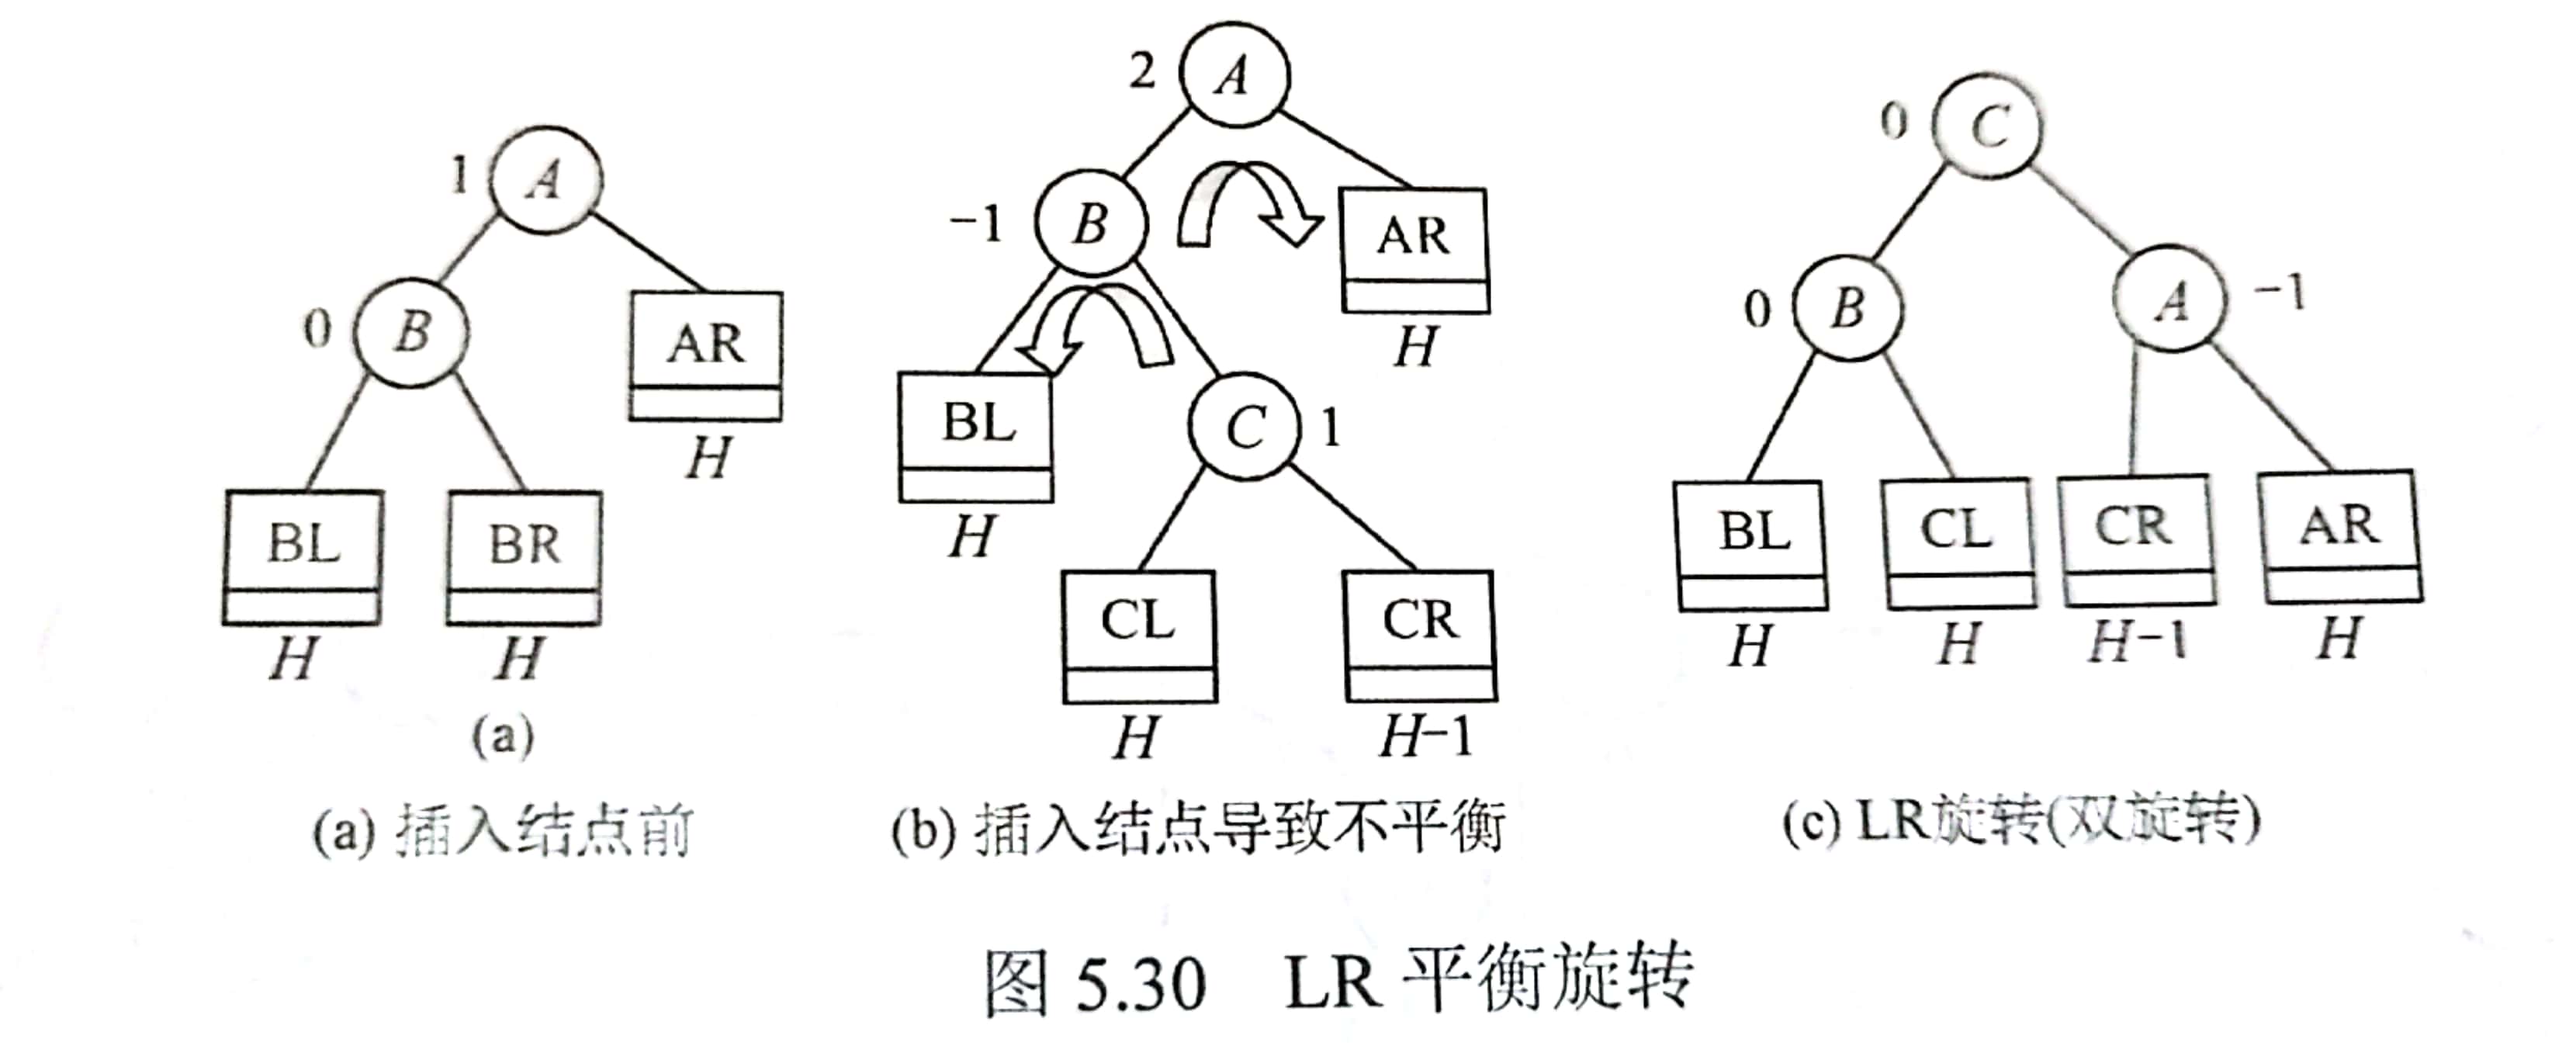 1 A
0 B
AR
H
BL BR
H H
(a)
(a) 插入结点前
2 A
-1 B
AR
H
BL
H
C 1
CL CR
H H-1
(b) 插入结点导致不平衡
0 C
0 B
A -1
BL CL CR AR
H H H-1 H
(c) LR旋转(双旋转)
图 5.30 LR 平衡旋转